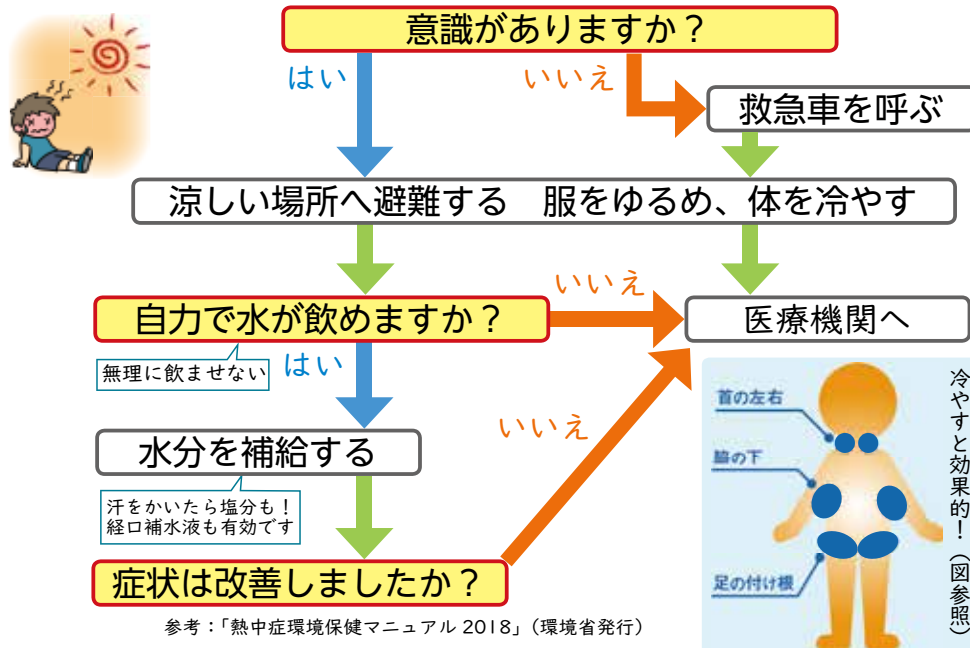 意識がありますか？
はい
いいえ
救急車を呼ぶ
涼しい場所へ避難する　服をゆるめ、体を冷やす
自力で水が飲めますか？
いいえ
医療機関へ
無理に飲ませない
はい
水分を補給する
汗をかいたら塩分も！
経口補水液も有効です
いいえ
症状は改善しましたか？
首の左右
脇の下
足の付け根
冷やすと効果的！（図参照）
参考：「熱中症環境保健マニュアル 2018」（環境省発行）